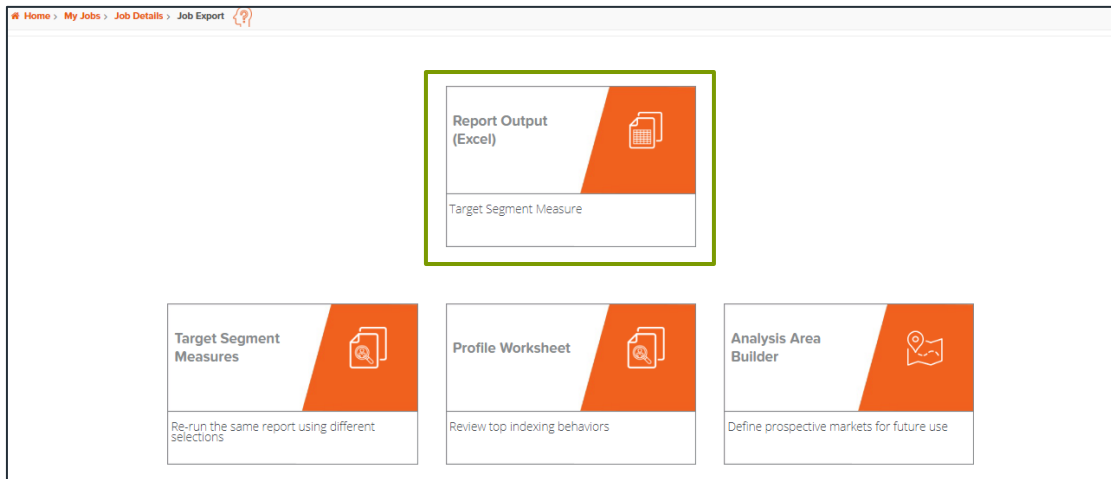 Home > My Jobs > Job Details > Job Export
Report Output
(Excel)
Target Segment Measure
Target Segment
Measures
Re-run the same report using different
selections
Profile Worksheet
Review top indexing behaviors
Analysis Area
Builder
Define prospective markets for future use